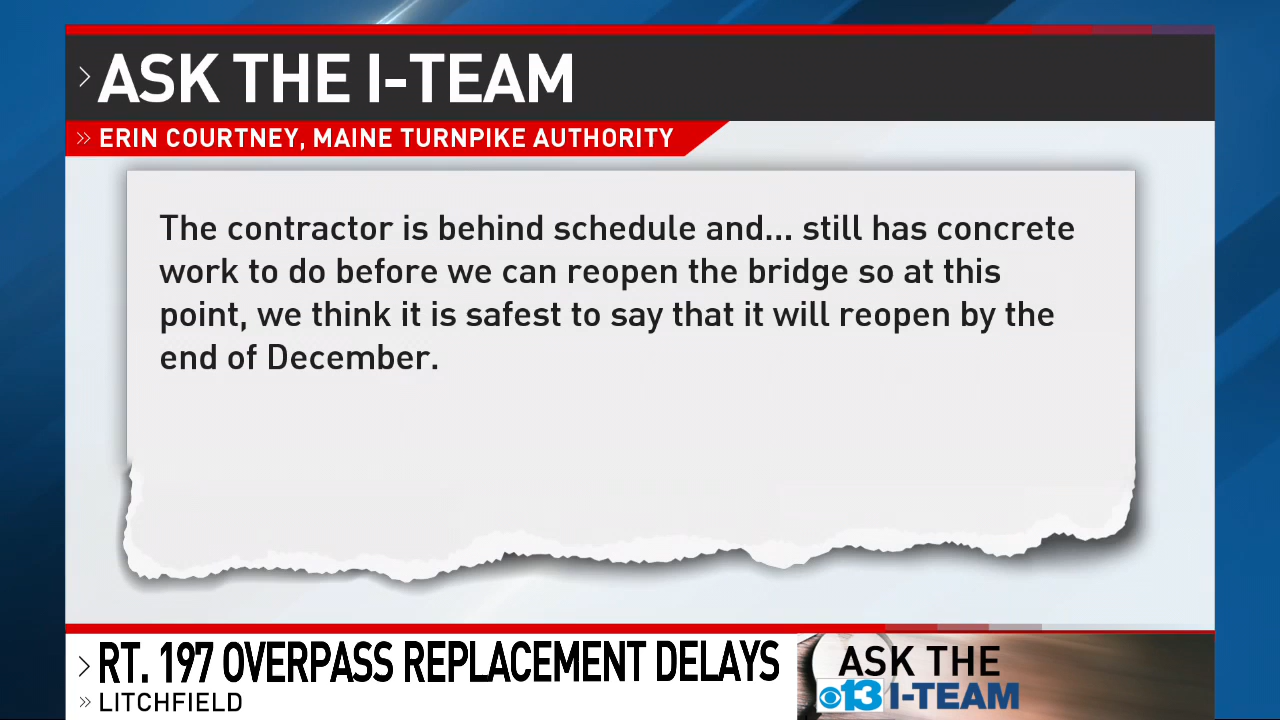 ASK THE I-TEAM
ERIN COURTNEY, MAINE TURNPIKE AUTHORITY
The contractor is behind schedule and... still has concrete
work to do before we can reopen the bridge so at this
point, we think it is safest to say that it will reopen by the
end of December.
RT. 197 OVERPASS REPLACEMENT DELAYS
LITCHFIELD
ASK THE
13 I-TEAM